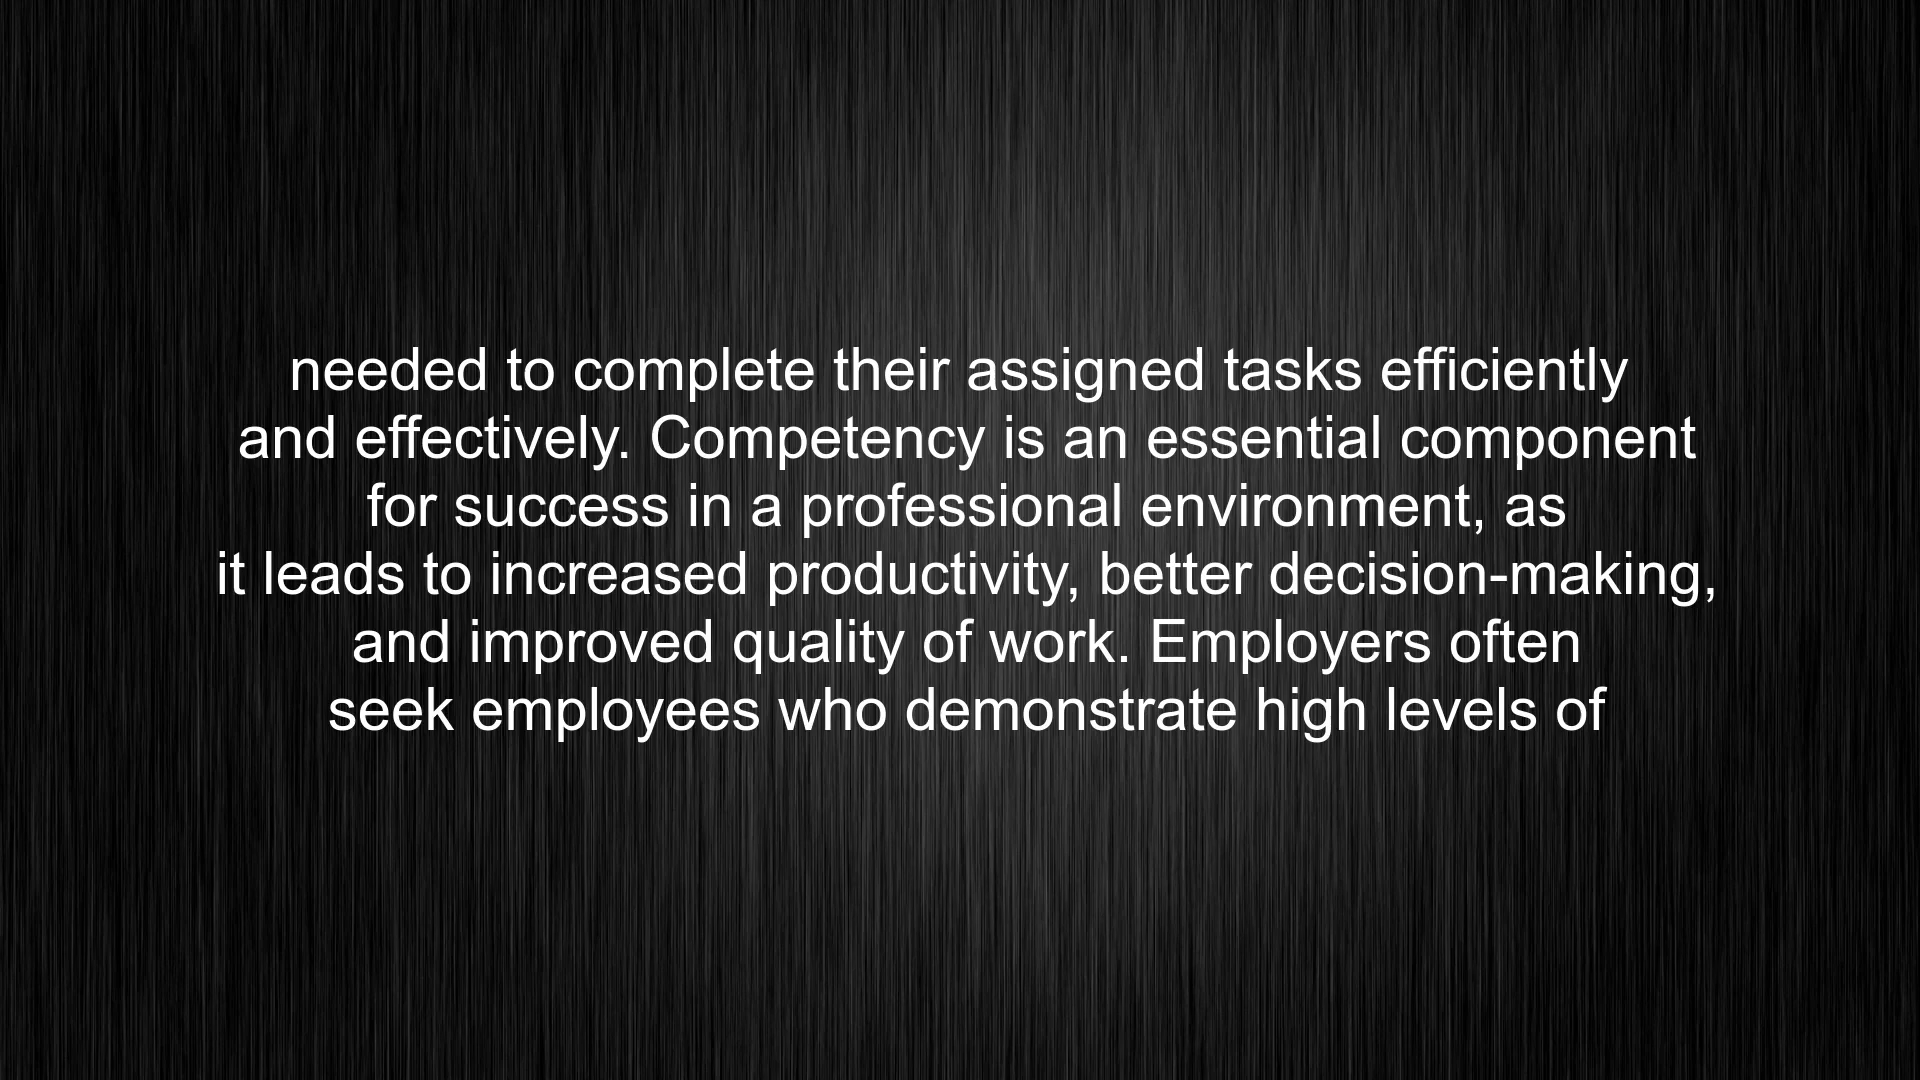 needed to complete their assigned tasks efficiently
and effectively. Competency is an essential component
for success in a professional environment, as
it leads to increased productivity, better decision-making,
and improved quality of work. Employers often
seek employees who demonstrate high levels of